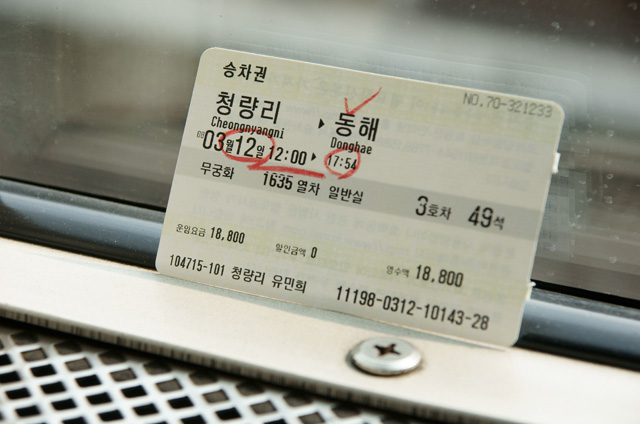 승차권
NO.70-321233
청량리 ▸ 동해
Cheongnyangni Donghae
03월12일 12:00 ▸ 17:54
무궁화 1635 열차 일반실 3호차 49석
운임요금 18,800 할인금액 0 영수액 18,800
104715-101 청량리 유민희 11198-0312-10143-28